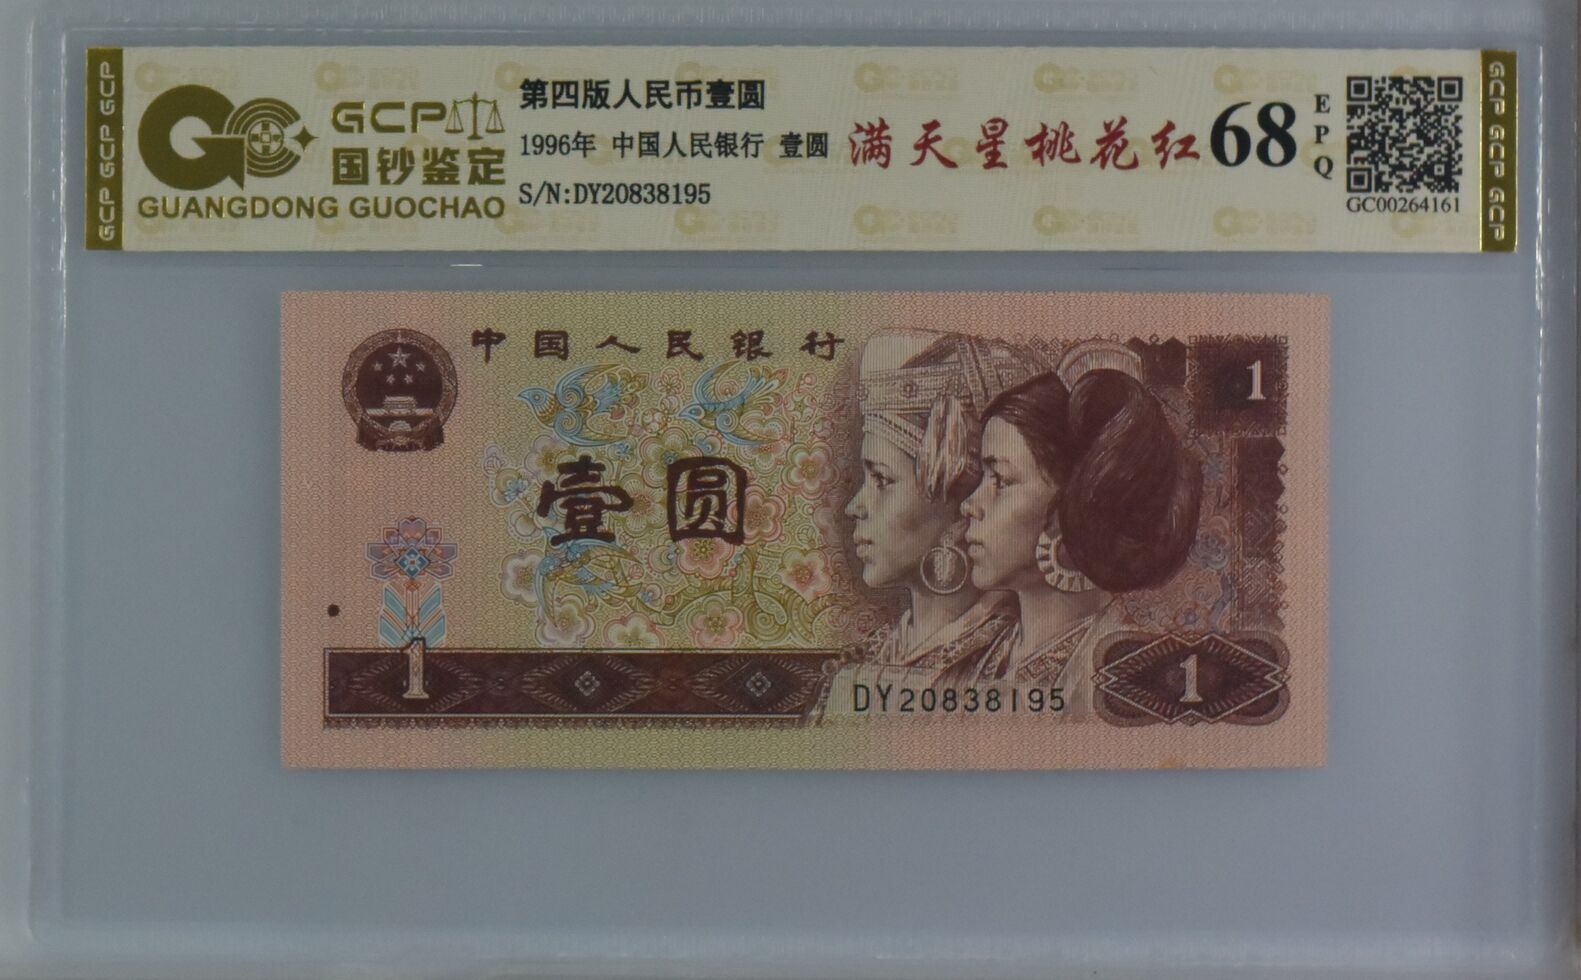 GCP GCP GCP
GCP
国钞鉴定
GUANGDONG GUOCHAO
第四版人民币壹圆
1996年 中国人民银行 壹圆
S/N:DY20838195
满天星桃花红
68
EPQ
GC00264161
GCP GCP GCP
中国人民银行
1
壹圆
1
DY20838195
1